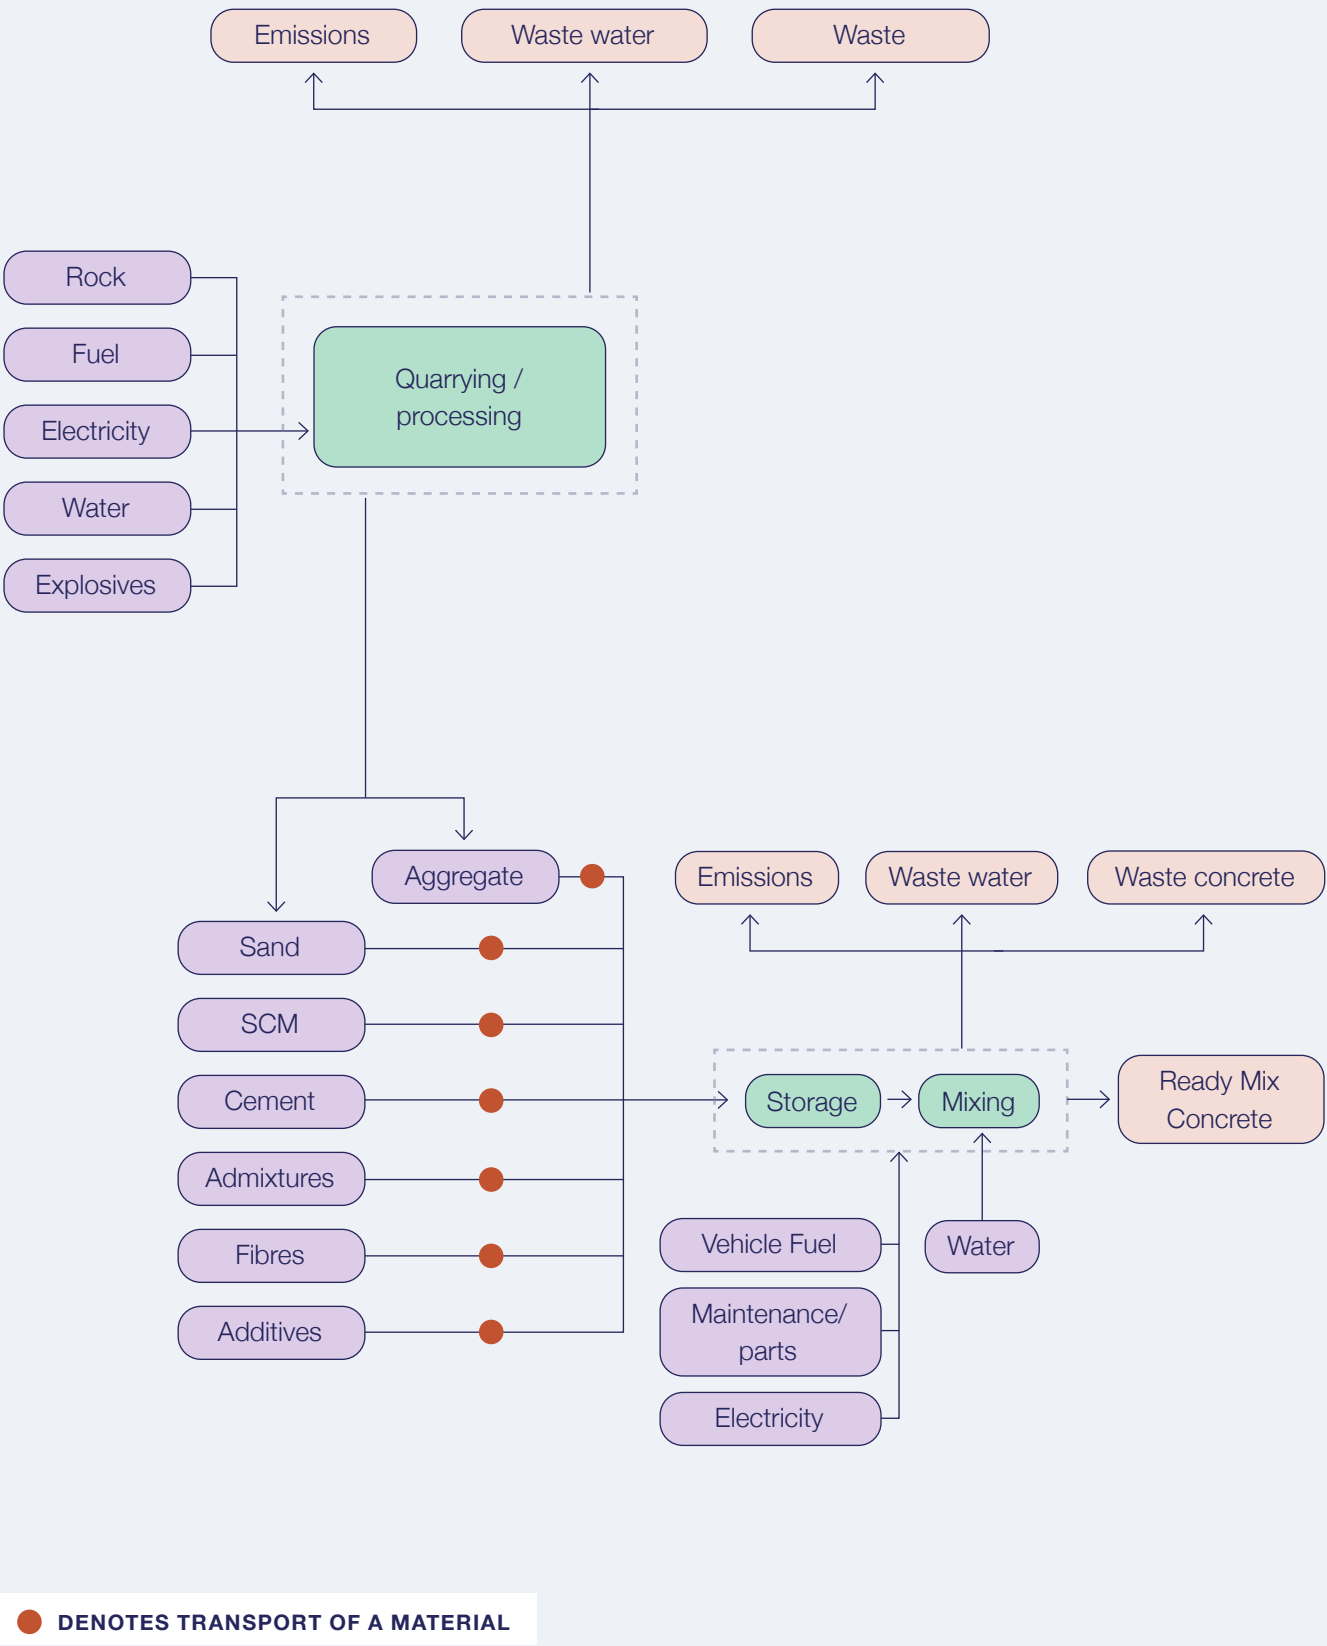 Emissions
Waste water
Waste
Rock
Fuel
Electricity
Water
Explosives
Quarrying /
processing
Aggregate
Sand
SCM
Cement
Admixtures
Fibres
Additives
Emissions
Waste water
Waste concrete
Storage
Mixing
Ready Mix
Concrete
Vehicle Fuel
Water
Maintenance/
parts
Electricity
DENOTES TRANSPORT OF A MATERIAL